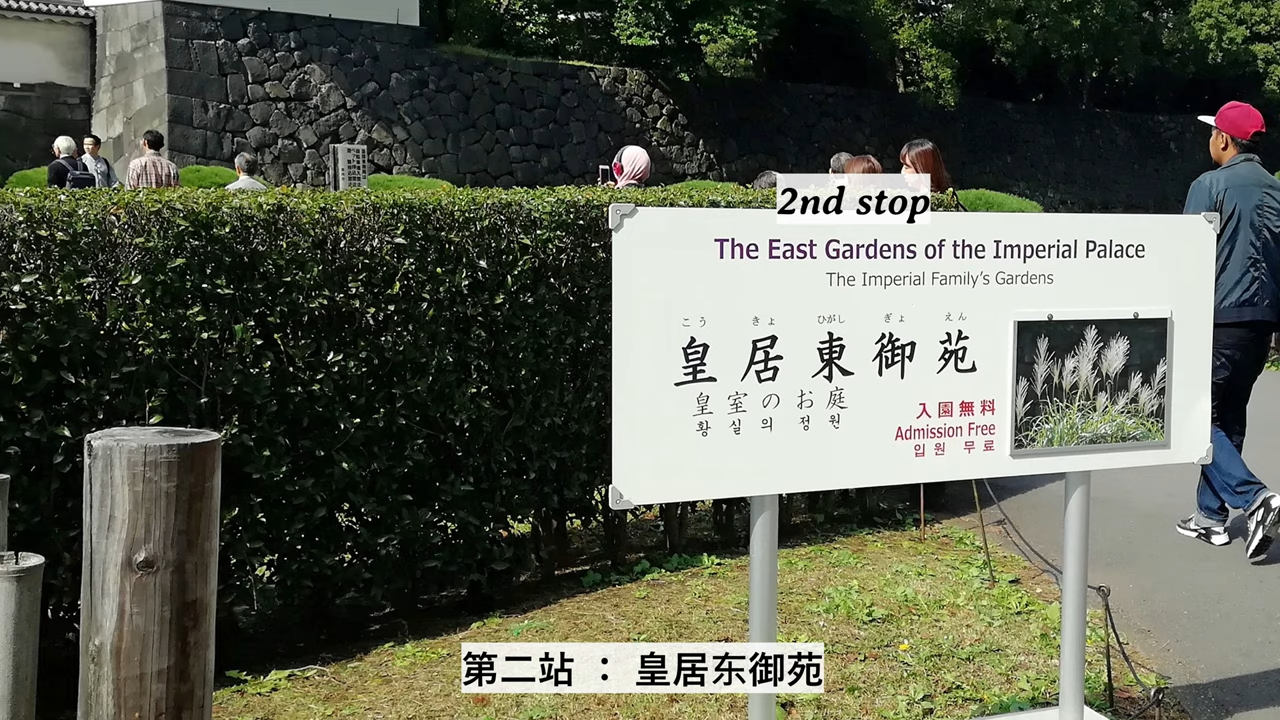 2nd stop
The East Gardens of the Imperial Palace
The Imperial Family's Gardens
こう きょ ひがし ぎょ えん
皇居東御苑
皇室のお庭
황실의 정원
入園無料
Admission Free
입원 무료
第二站 ： 皇居东御苑